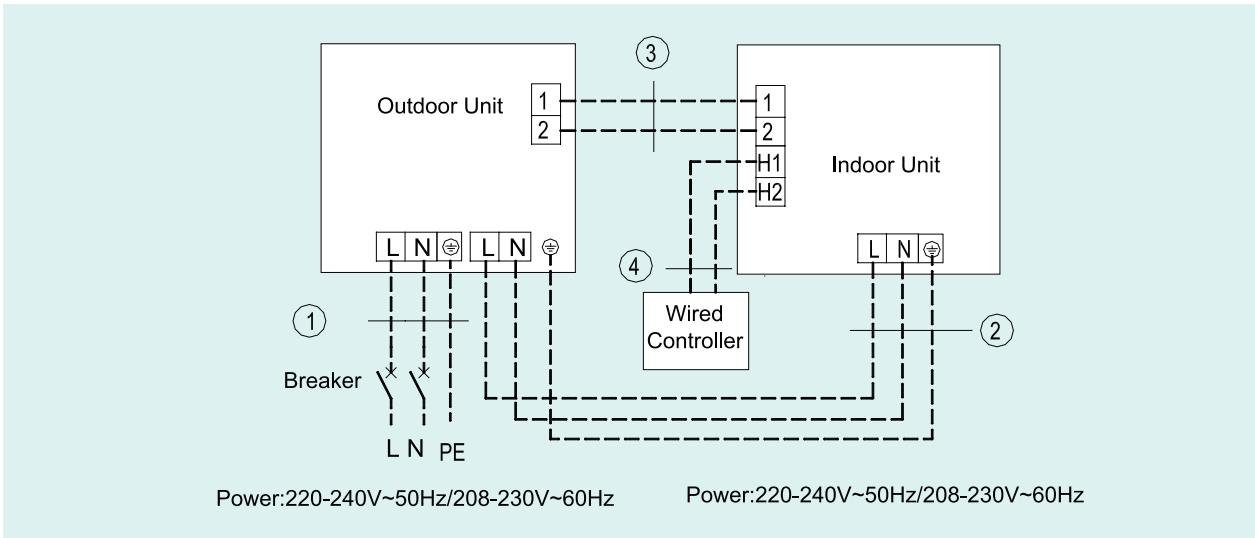 3
Outdoor Unit
1
2
1
2
H1
H2
Indoor Unit
L N
L N
L N
4
1
2
Wired
Controller
Breaker
L N PE
Power:220-240V~50Hz/208-230V~60Hz
Power:220-240V~50Hz/208-230V~60Hz